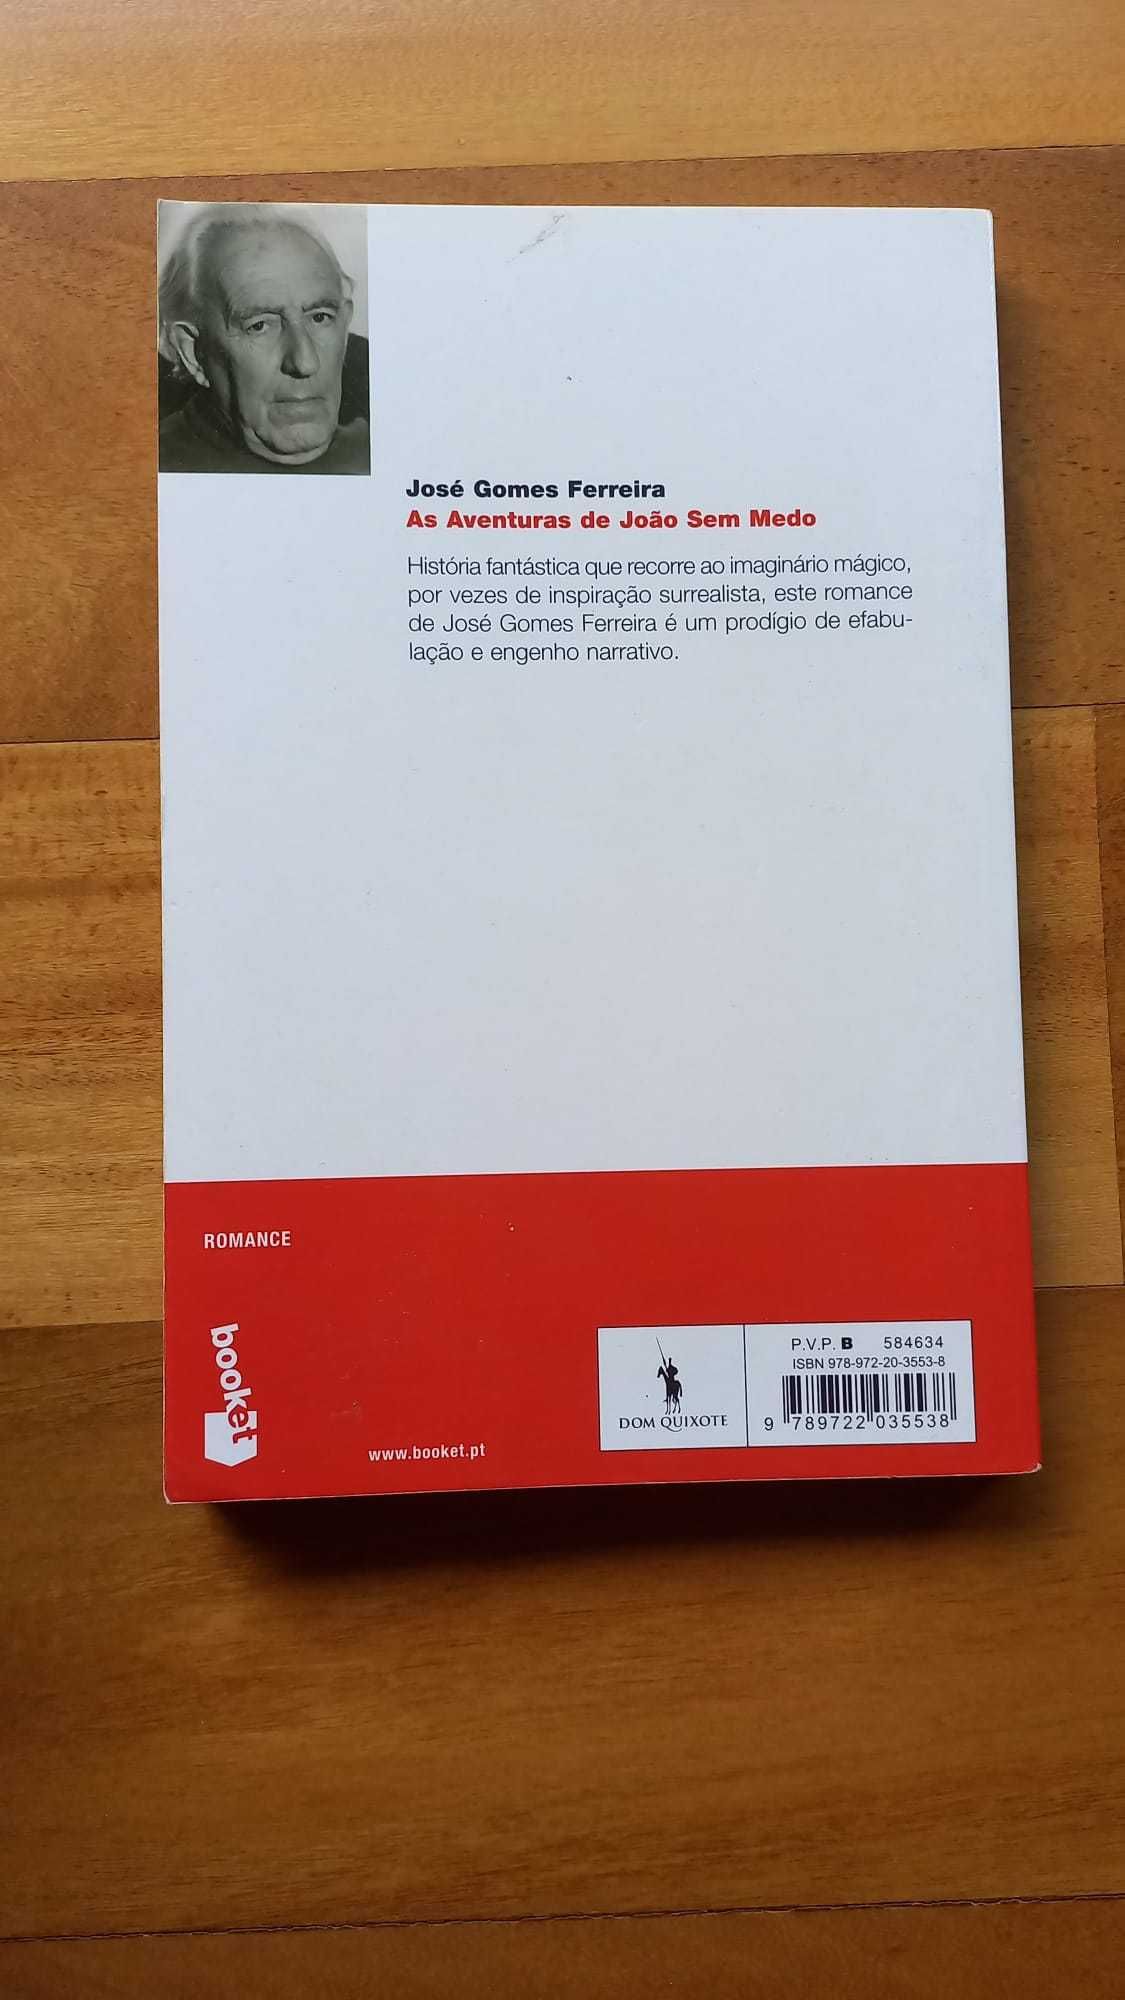 José Gomes Ferreira
As Aventuras de João Sem Medo
História fantástica que recorre ao imaginário mágico,
por vezes de inspiração surrealista, este romance
de José Gomes Ferreira é um prodígio de efabu-
lação e engenho narrativo.
ROMANCE
booket
www.booket.pt
DOM QUIXOTE
P.V.P. B 584634
ISBN 978-972-20-3553-8
9 789722 035538